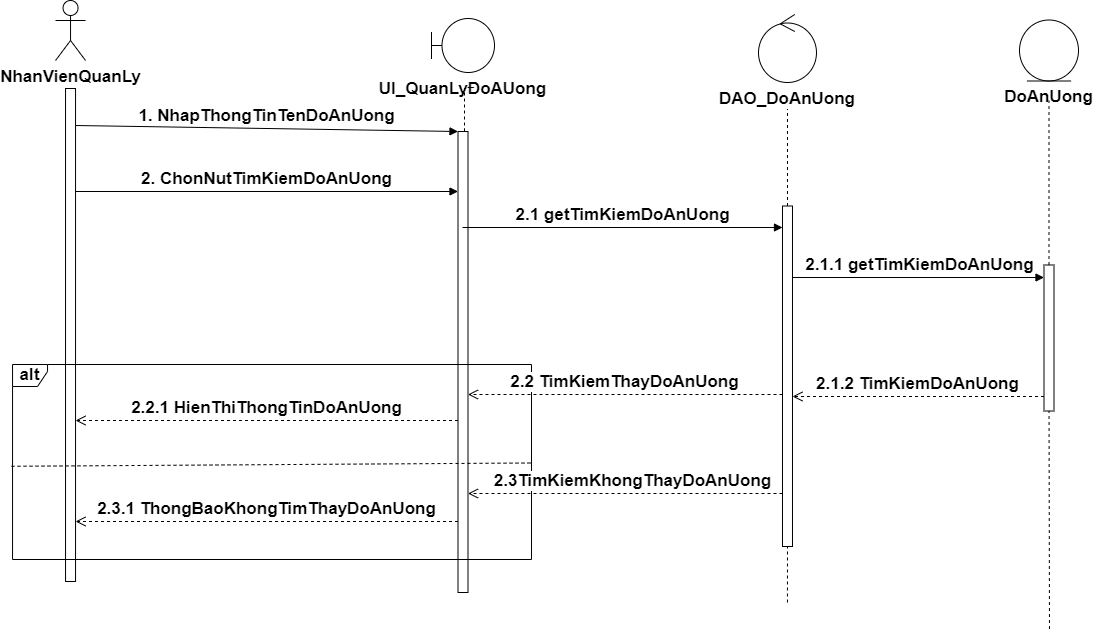 NhanVienQuanLy
UI_QuanLyĐoAUong
DAO_DoAnUong
DoAnUong
1. NhapThongTinTenDoAnUong
2. ChonNutTimKiemDoAnUong
2.1 getTimKiemDoAnUong
2.1.1 getTimKiemDoAnUong
alt
2.2 TimKiemThayDoAnUong
2.1.2 TimKiemDoAnUong
2.2.1 HienThiThongTinDoAnUong
2.3TimKiemKhongThayDoAnUong
2.3.1 ThongBaoKhongTimThayDoAnUong